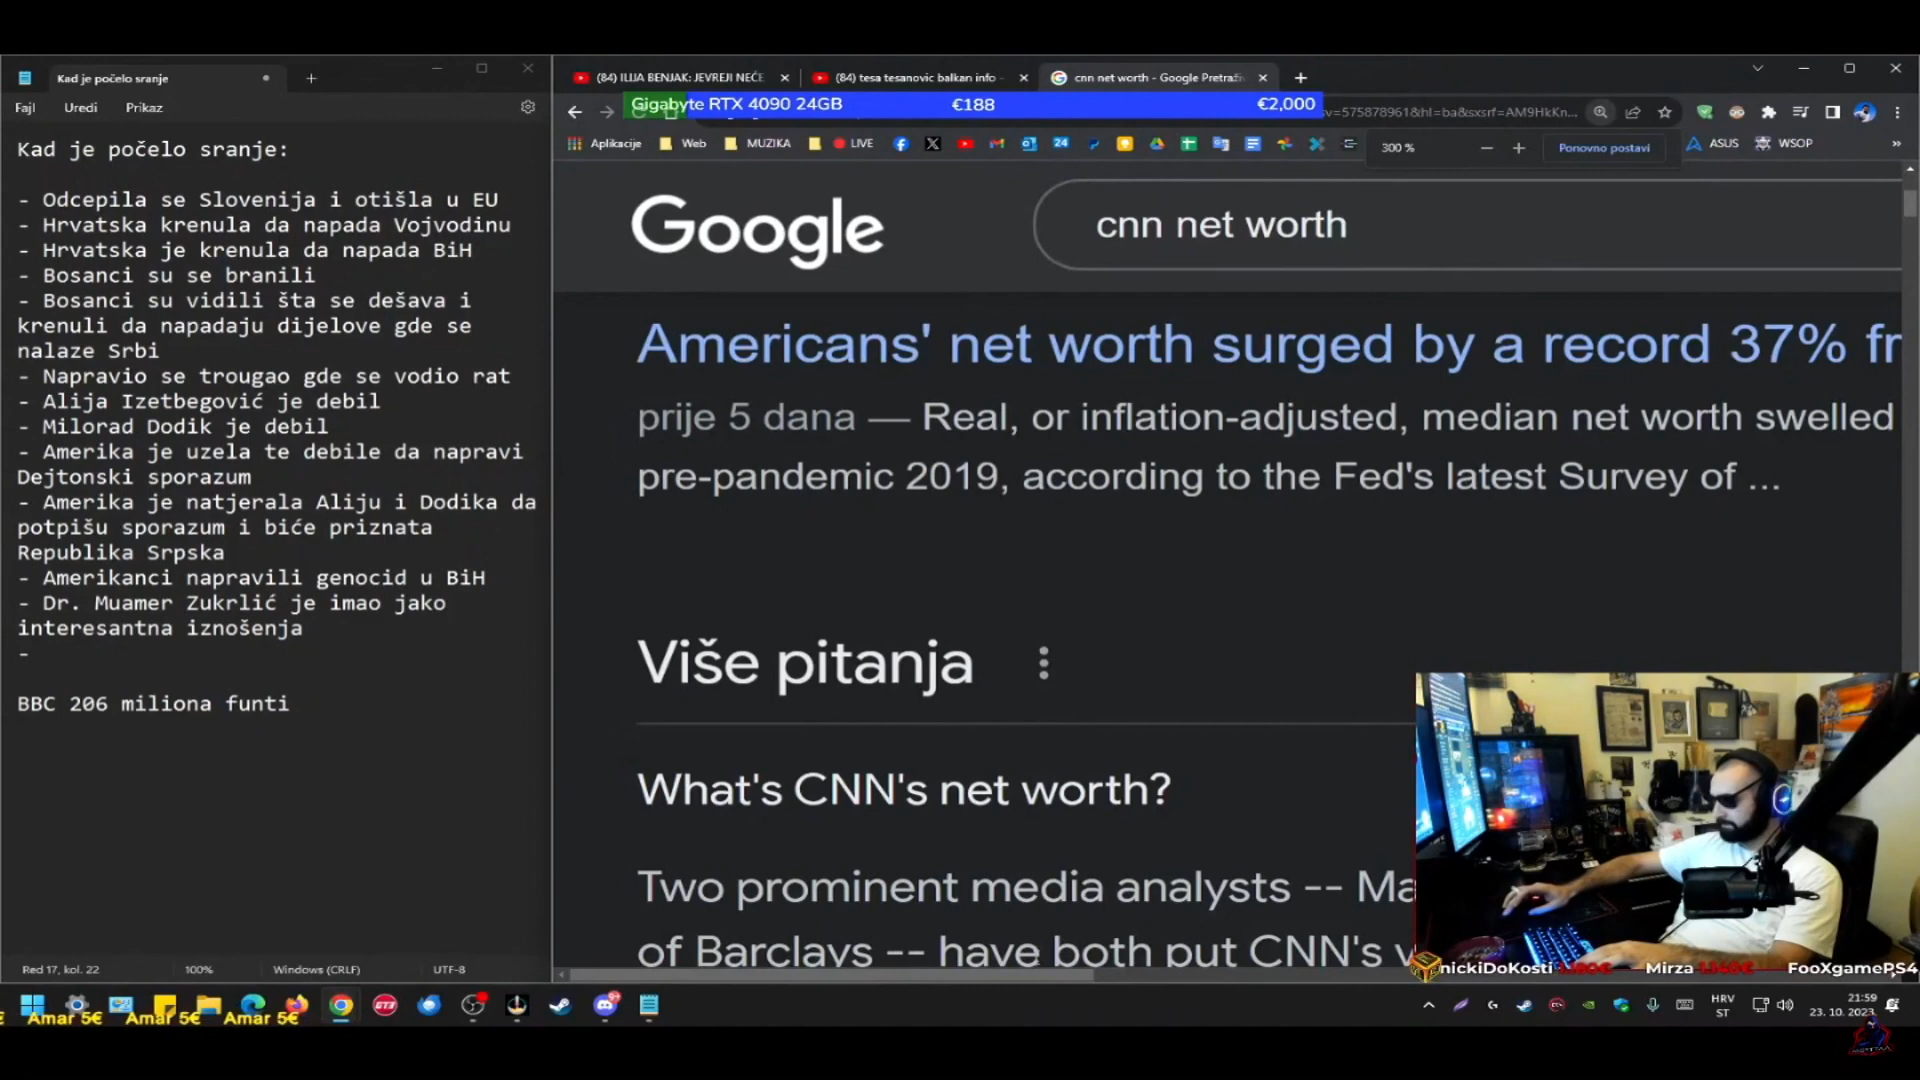 Kad je počelo sranje
(84) ILIJA BENJAK: JEVREJI NEĆE
(84) tesa tesanovic balkan info -
cnn net worth - Google Pretraži
Fajl Uredi Prikaz
Gigabyte RTX 4090 24GB €188 €2,000
sv=575878961&hl=ba&sxsrf=AM9HkKn...
Aplikacije Web MUZIKA LIVE 24 300 % Ponovno postavi ASUS WSOP
Kad je počelo sranje:
- Odcepila se Slovenija i otišla u EU
- Hrvatska krenula da napada Vojvodinu
- Hrvatska je krenula da napada BiH
- Bosanci su se branili
- Bosanci su vidili šta se dešava i
krenuli da napadaju dijelove gde se
nalaze Srbi
- Napravio se trougao gde se vodio rat
- Alija Izetbegović je debil
- Milorad Dodik je debil
- Amerika je uzela te debile da napravi
Dejtonski sporazum
- Amerika je natjerala Aliju i Dodika da
potpišu sporazum i biće priznata
Republika Srpska
- Amerikanci napravili genocid u BiH
- Dr. Muamer Zukrlić je imao jako
interesantna iznošenja
-
BBC 206 miliona funti
Red 17, kol. 22 100% Windows (CRLF) UTF-8
Google
cnn net worth
Americans' net worth surged by a record 37% fr
prije 5 dana — Real, or inflation-adjusted, median net worth swelled
pre-pandemic 2019, according to the Fed's latest Survey of ...
Više pitanja
What's CNN's net worth?
Two prominent media analysts -- Ma
of Barclays -- have both put CNN's v
nickiDoKosti Mirza FooXgamePS4
Amar 5€ Amar 5€ Amar 5€
HRV
ST
21:59
23. 10. 2023.